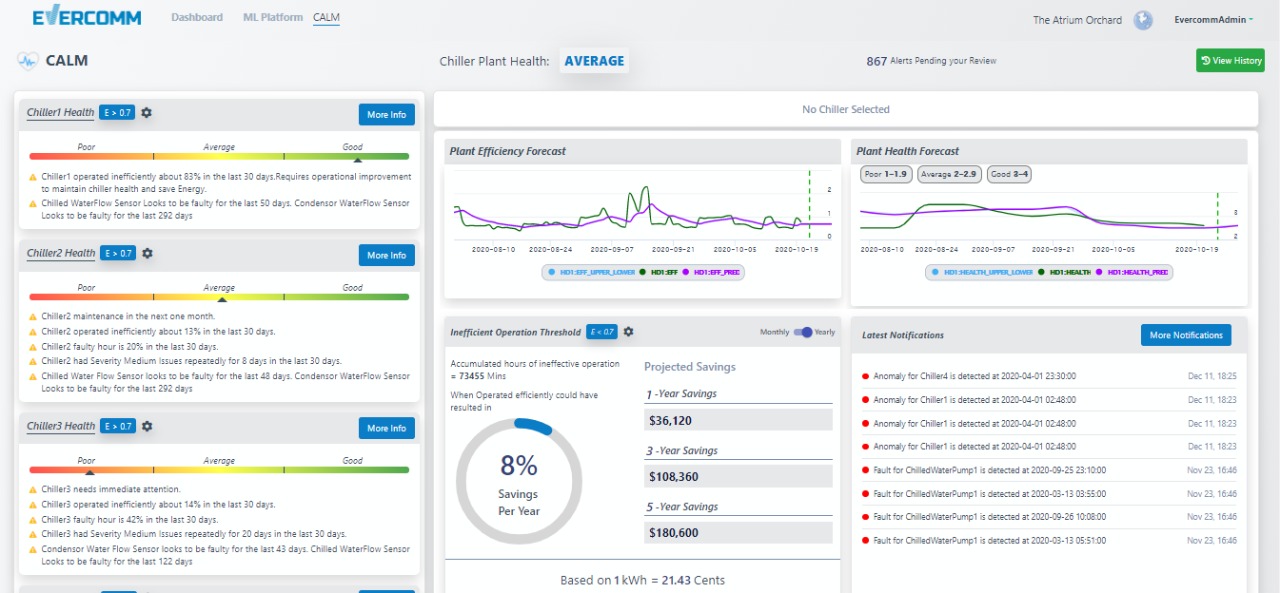 EVERCOMM
Dashboard
ML Platform
CALM
The Atrium Orchard
EvercommAdmin
CALM
Chiller Plant Health: AVERAGE
867 Alerts Pending your Review
View History
Chiller1 Health
E > 0.7
More Info
Poor Average Good
Chiller1 operated inefficiently about 83% in the last 30 days.Requires operational improvement
to maintain chiller health and save Energy.
Chilled WaterFlow Sensor Looks to be faulty for the last 50 days. Condensor WaterFlow Sensor
Looks to be faulty for the last 292 days
Chiller2 Health
E > 0.7
More Info
Poor Average Good
Chiller2 maintenance in the next one month.
Chiller2 operated inefficiently about 13% in the last 30 days.
Chiller2 faulty hour is 20% in the last 30 days.
Chiller2 had Severity Medium Issues repeatedly for 8 days in the last 30 days.
Chilled Water Flow Sensor looks to be faulty for the last 48 days. Condensor WaterFlow Sensor
Looks to be faulty for the last 292 days
Chiller3 Health
E > 0.7
More Info
Poor Average Good
Chiller3 needs immediate attention.
Chiller3 operated inefficiently about 14% in the last 30 days.
Chiller3 faulty hour is 42% in the last 30 days.
Chiller3 had Severity Medium Issues repeatedly for 20 days in the last 30 days.
Condensor Water Flow Sensor looks to be faulty for the last 43 days. Chilled WaterFlow Sensor
Looks to be faulty for the last 122 days
No Chiller Selected
Plant Efficiency Forecast
2
1
0
2020-08-10 2020-08-24 2020-09-07 2020-09-21 2020-10-05 2020-10-19
HD1:EFF_UPPER_LOWER HD1:EFF HD1:EFF_PRED
Plant Health Forecast
Poor 1-1.9 Average 2-2.9 Good 3-4
3
2
2020-08-10 2020-08-24 2020-09-07 2020-09-21 2020-10-05 2020-10-19
HD1:HEALTH_UPPER_LOWER HD1:HEALTH HD1:HEALTH_PRED
Inefficient Operation Threshold
E < 0.7
Monthly Yearly
Accumulated hours of ineffective operation
= 73455 Mins
When Operated efficiently could have
resulted in
8%
Savings
Per Year
Projected Savings
1 -Year Savings
$36,120
3 -Year Savings
$108,360
5 -Year Savings
$180,600
Based on 1 kWh = 21.43 Cents
Latest Notifications
More Notifications
Anomaly for Chiller4 is detected at 2020-04-01 23:30:00 Dec 11, 18:25
Anomaly for Chiller1 is detected at 2020-04-01 02:48:00 Dec 11, 18:23
Anomaly for Chiller1 is detected at 2020-04-01 02:48:00 Dec 11, 18:23
Anomaly for Chiller1 is detected at 2020-04-01 02:48:00 Dec 11, 18:23
Fault for ChilledWaterPump1 is detected at 2020-09-25 23:10:00 Nov 23, 16:46
Fault for ChilledWaterPump1 is detected at 2020-03-13 03:55:00 Nov 23, 16:46
Fault for ChilledWaterPump1 is detected at 2020-09-26 10:08:00 Nov 23, 16:46
Fault for ChilledWaterPump1 is detected at 2020-03-13 05:51:00 Nov 23, 16:46